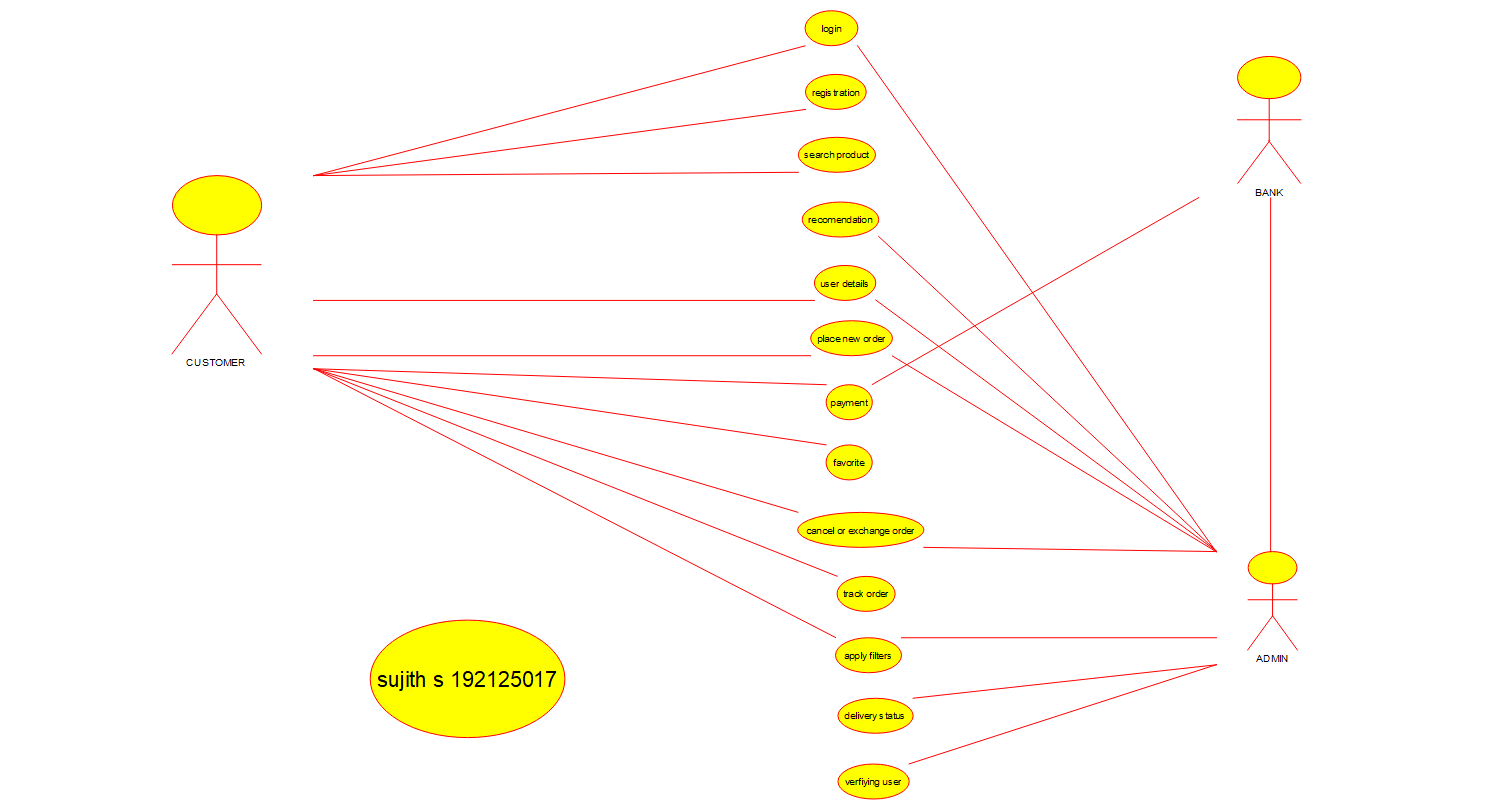 login
registration
search product
recomendation
user details
place new order
payment
favorite
cancel or exchange order
track order
apply filters
delivery status
verfiying user
CUSTOMER
BANK
ADMIN
sujith s 192125017